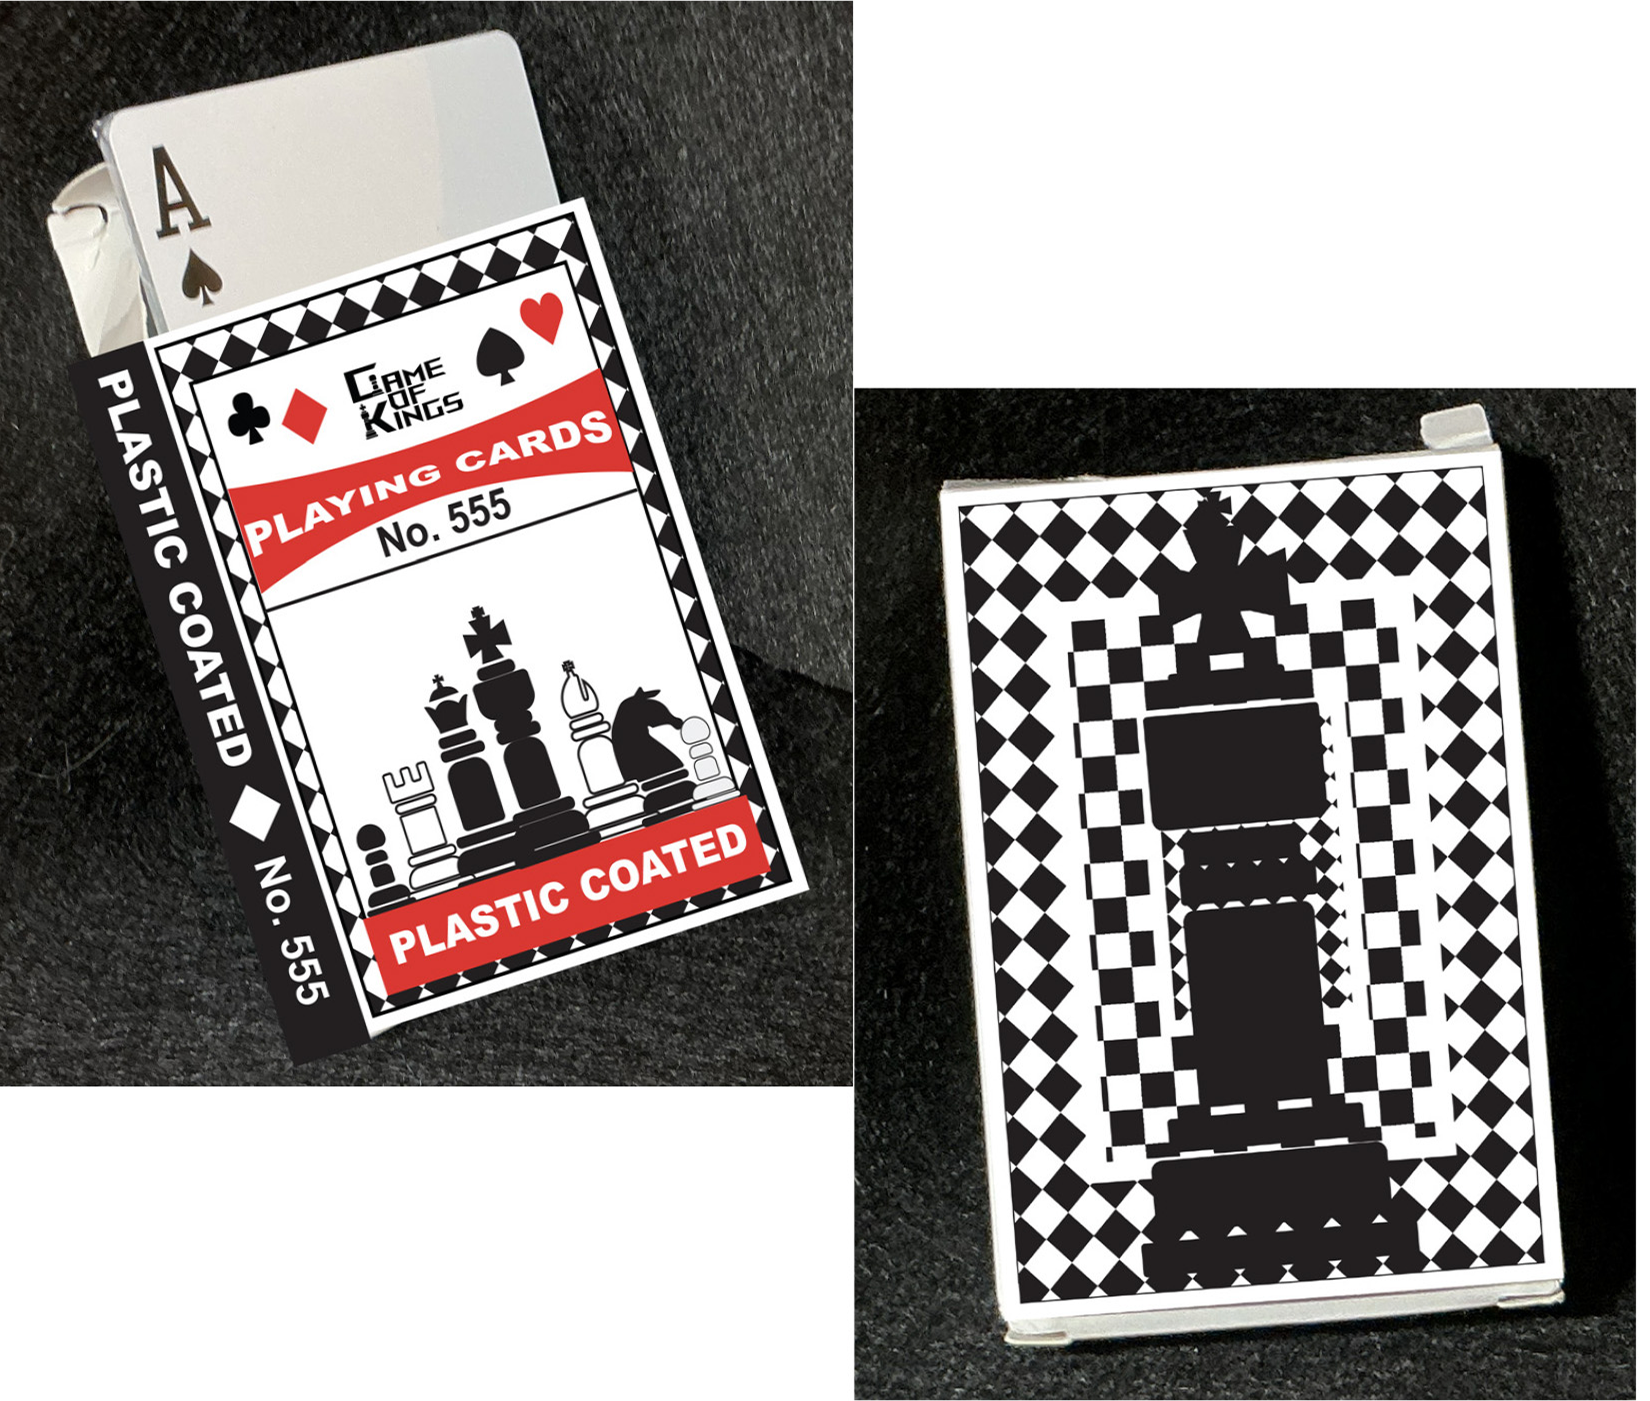 A
GAME
OF
KINGS
PLAYING CARDS
No. 555
PLASTIC COATED
PLASTIC COATED No. 555